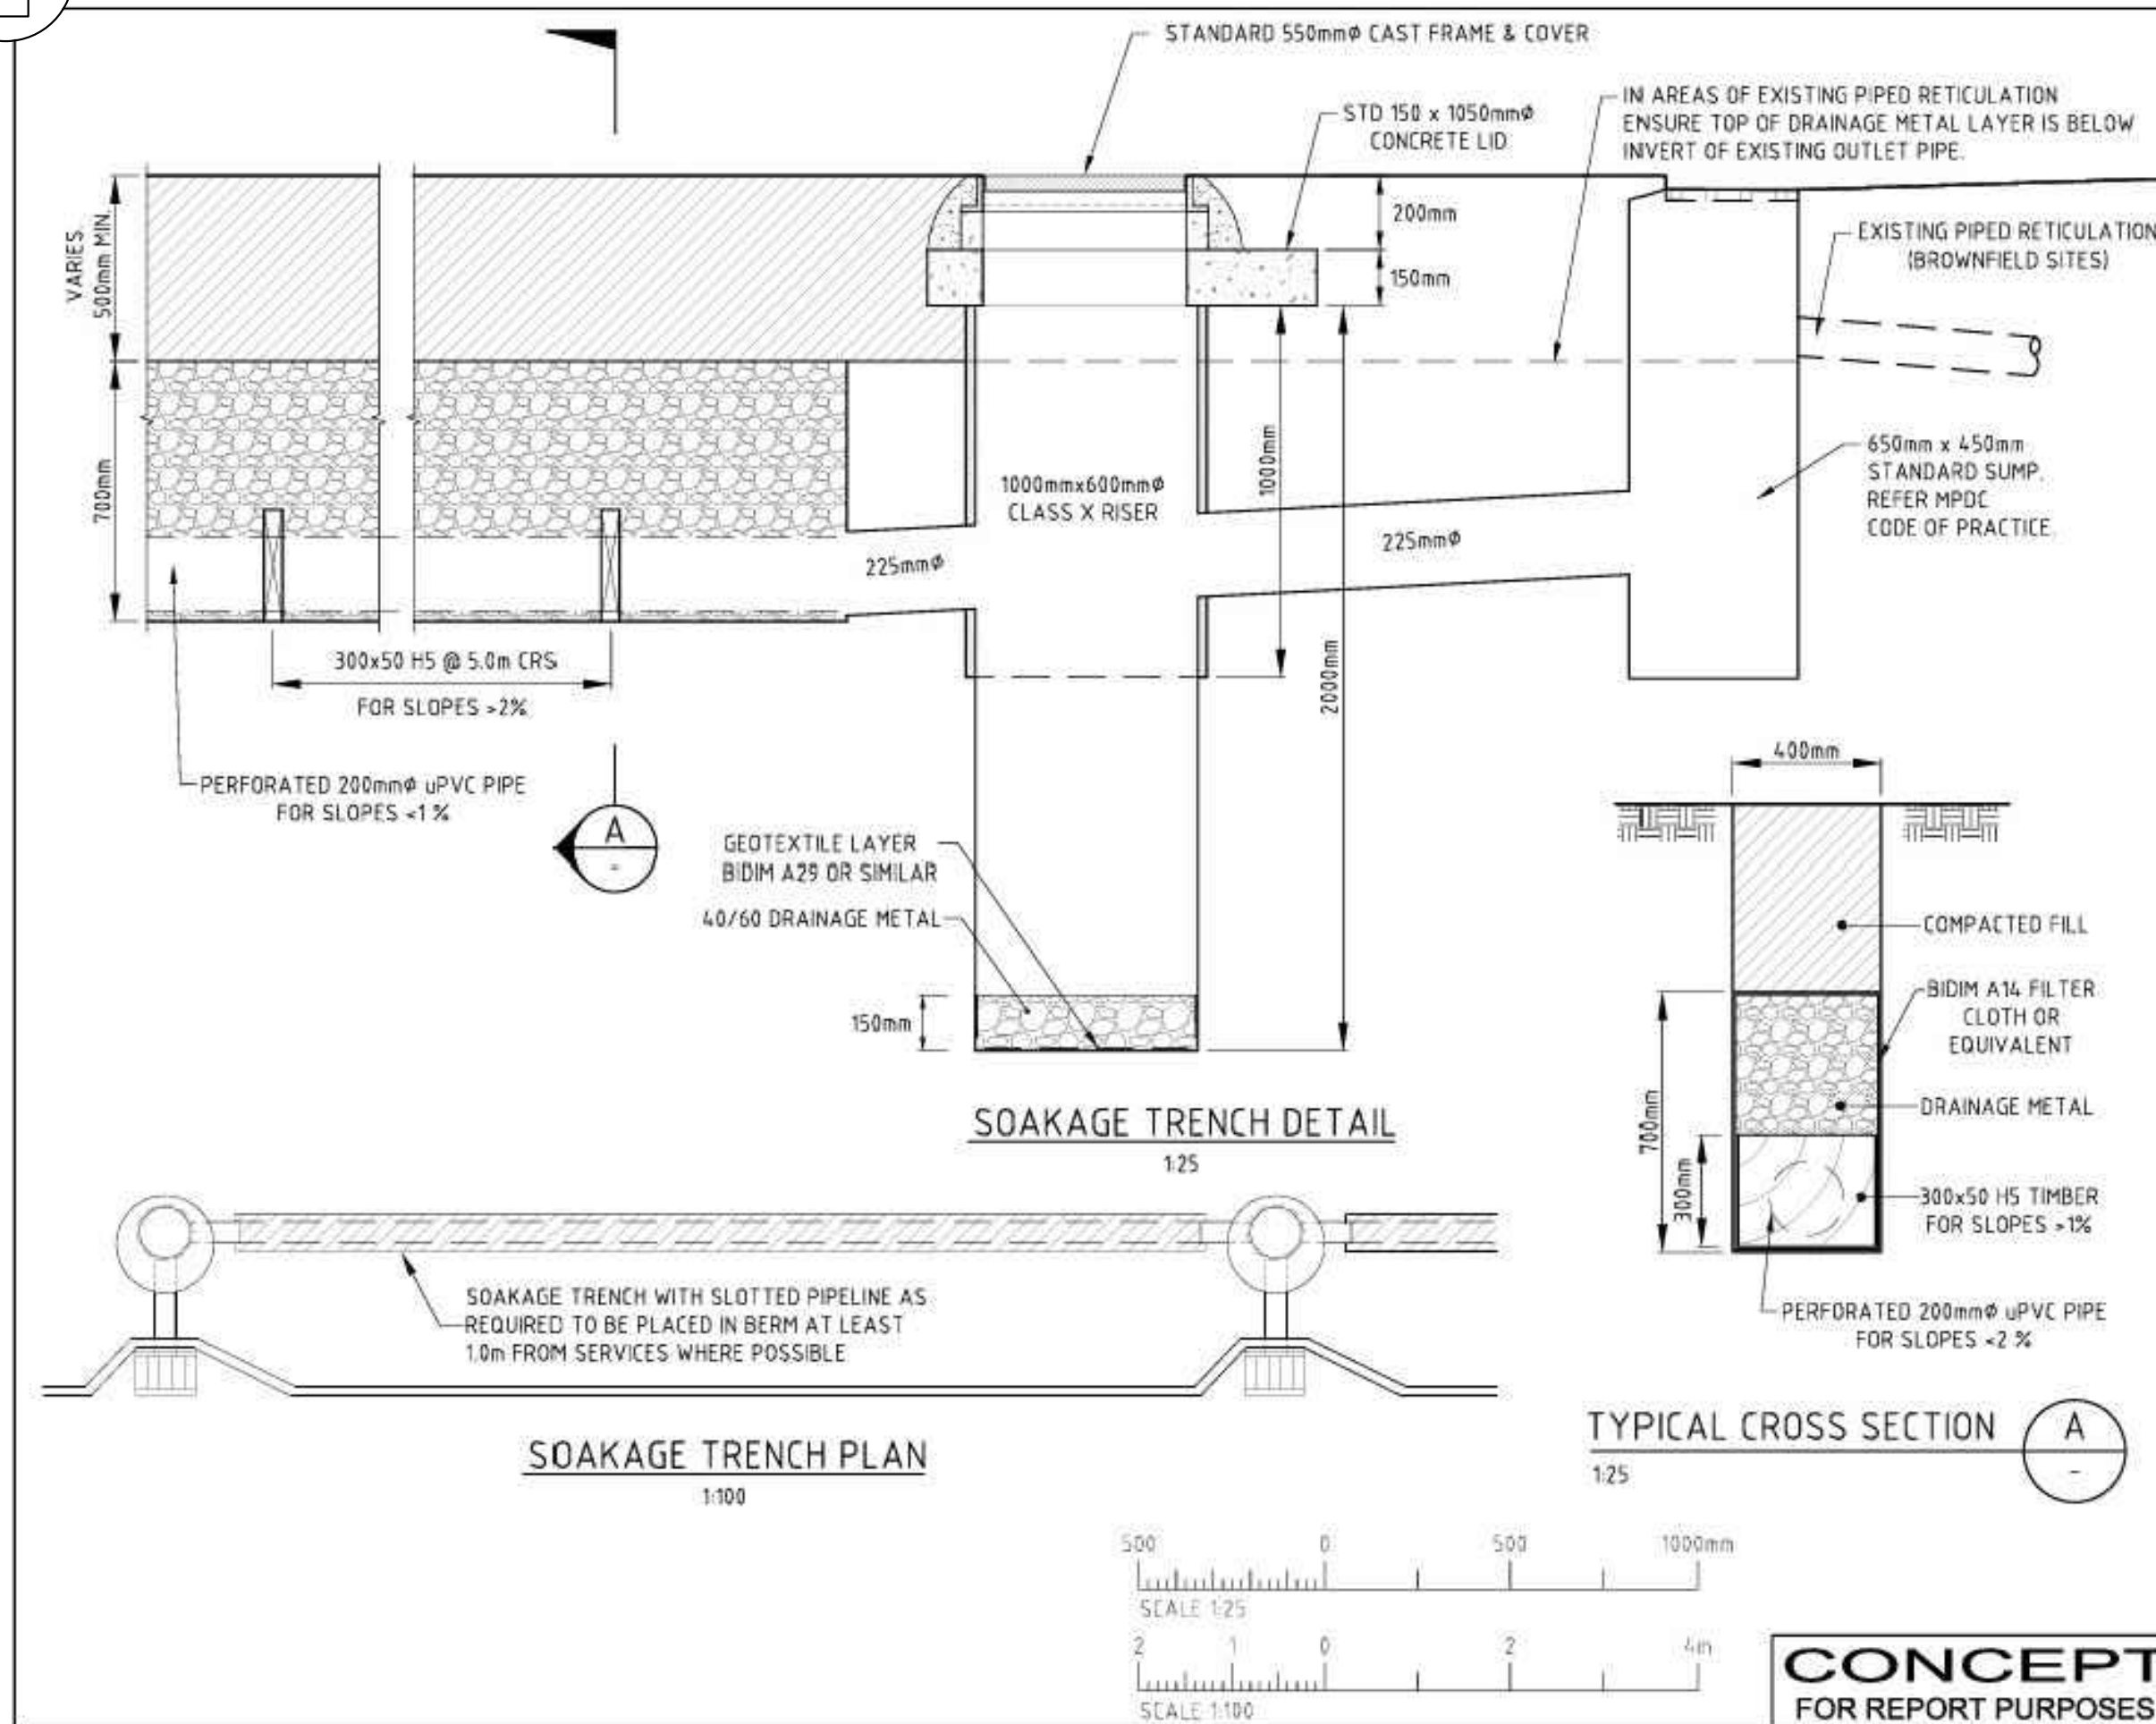 STANDARD 550mmϕ CAST FRAME & COVER
STD 150 x 1050mmϕ
CONCRETE LID
IN AREAS OF EXISTING PIPED RETICULATION
ENSURE TOP OF DRAINAGE METAL LAYER IS BELOW
INVERT OF EXISTING OUTLET PIPE.
VARIES
500mm MIN.
200mm
150mm
EXISTING PIPED RETICULATION
(BROWNFIELD SITES)
700mm
1000mmx600mmϕ
CLASS X RISER
1000mm
2000mm
225mmϕ
225mmϕ
650mm x 450mm
STANDARD SUMP.
REFER MPDC
CODE OF PRACTICE.
300x50 H5 @ 5.0m CRS
FOR SLOPES >2%
PERFORATED 200mmϕ uPVC PIPE
FOR SLOPES <1 %
A
-
GEOTEXTILE LAYER
BIDIM A29 OR SIMILAR
40/60 DRAINAGE METAL
150mm
SOAKAGE TRENCH DETAIL
1:25
400mm
COMPACTED FILL
BIDIM A14 FILTER
CLOTH OR
EQUIVALENT
DRAINAGE METAL
700mm
300mm
300x50 H5 TIMBER
FOR SLOPES >1%
PERFORATED 200mmϕ uPVC PIPE
FOR SLOPES <2 %
TYPICAL CROSS SECTION
A
-
1:25
SOAKAGE TRENCH WITH SLOTTED PIPELINE AS
REQUIRED TO BE PLACED IN BERM AT LEAST
1.0m FROM SERVICES WHERE POSSIBLE
SOAKAGE TRENCH PLAN
1:100
500 0 500 1000mm
SCALE 1:25
2 1 0 2 4m
SCALE 1:100
CONCEPT
FOR REPORT PURPOSES